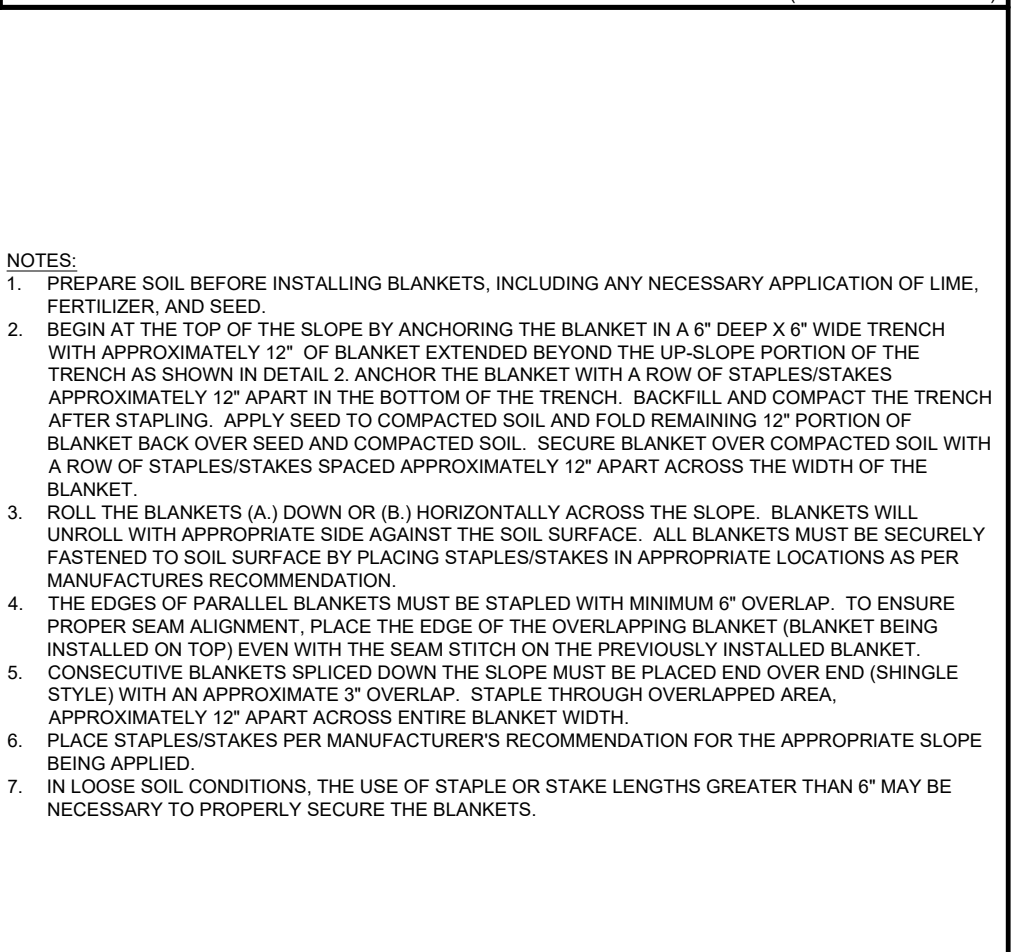 NOTES:
1. PREPARE SOIL BEFORE INSTALLING BLANKETS, INCLUDING ANY NECESSARY APPLICATION OF LIME,
FERTILIZER, AND SEED.
2. BEGIN AT THE TOP OF THE SLOPE BY ANCHORING THE BLANKET IN A 6" DEEP X 6" WIDE TRENCH
WITH APPROXIMATELY 12" OF BLANKET EXTENDED BEYOND THE UP-SLOPE PORTION OF THE
TRENCH AS SHOWN IN DETAIL 2. ANCHOR THE BLANKET WITH A ROW OF STAPLES/STAKES
APPROXIMATELY 12" APART IN THE BOTTOM OF THE TRENCH. BACKFILL AND COMPACT THE TRENCH
AFTER STAPLING. APPLY SEED TO COMPACTED SOIL AND FOLD REMAINING 12" PORTION OF
BLANKET BACK OVER SEED AND COMPACTED SOIL. SECURE BLANKET OVER COMPACTED SOIL WITH
A ROW OF STAPLES/STAKES SPACED APPROXIMATELY 12" APART ACROSS THE WIDTH OF THE
BLANKET.
3. ROLL THE BLANKETS (A.) DOWN OR (B.) HORIZONTALLY ACROSS THE SLOPE. BLANKETS WILL
UNROLL WITH APPROPRIATE SIDE AGAINST THE SOIL SURFACE. ALL BLANKETS MUST BE SECURELY
FASTENED TO SOIL SURFACE BY PLACING STAPLES/STAKES IN APPROPRIATE LOCATIONS AS PER
MANUFACTURES RECOMMENDATION.
4. THE EDGES OF PARALLEL BLANKETS MUST BE STAPLED WITH MINIMUM 6" OVERLAP. TO ENSURE
PROPER SEAM ALIGNMENT, PLACE THE EDGE OF THE OVERLAPPING BLANKET (BLANKET BEING
INSTALLED ON TOP) EVEN WITH THE SEAM STITCH ON THE PREVIOUSLY INSTALLED BLANKET.
5. CONSECUTIVE BLANKETS SPLICED DOWN THE SLOPE MUST BE PLACED END OVER END (SHINGLE
STYLE) WITH AN APPROXIMATE 3" OVERLAP. STAPLE THROUGH OVERLAPPED AREA,
APPROXIMATELY 12" APART ACROSS ENTIRE BLANKET WIDTH.
6. PLACE STAPLES/STAKES PER MANUFACTURER'S RECOMMENDATION FOR THE APPROPRIATE SLOPE
BEING APPLIED.
7. IN LOOSE SOIL CONDITIONS, THE USE OF STAPLE OR STAKE LENGTHS GREATER THAN 6" MAY BE
NECESSARY TO PROPERLY SECURE THE BLANKETS.